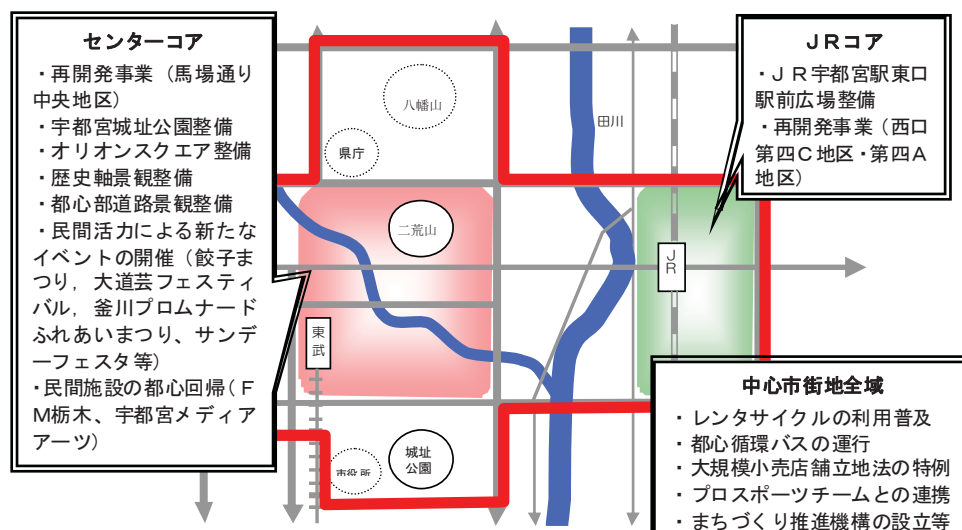 センターコア
・再開発事業（馬場通り
中央地区）
・宇都宮城址公園整備
・オリオンスクエア整備
・歴史軸景観整備
・都心部道路景観整備
・民間活力による新たな
イベントの開催（餃子ま
つり，大道芸フェスティ
バル，釜川プロムナード
ふれあいまつり、サンデ
ーフェスタ等）
・民間施設の都心回帰（Ｆ
Ｍ栃木、宇都宮メディア
アーツ）
八幡山
県庁
田川
二荒山
ＪＲ
東武
城址
公園
市役所
ＪＲコア
・ＪＲ宇都宮駅東口
駅前広場整備
・再開発事業（西口
第四Ｃ地区・第四Ａ
地区）
中心市街地全域
・レンタサイクルの利用普及
・都心循環バスの運行
・大規模小売店舗立地法の特例
・プロスポーツチームとの連携
・まちづくり推進機構の設立等